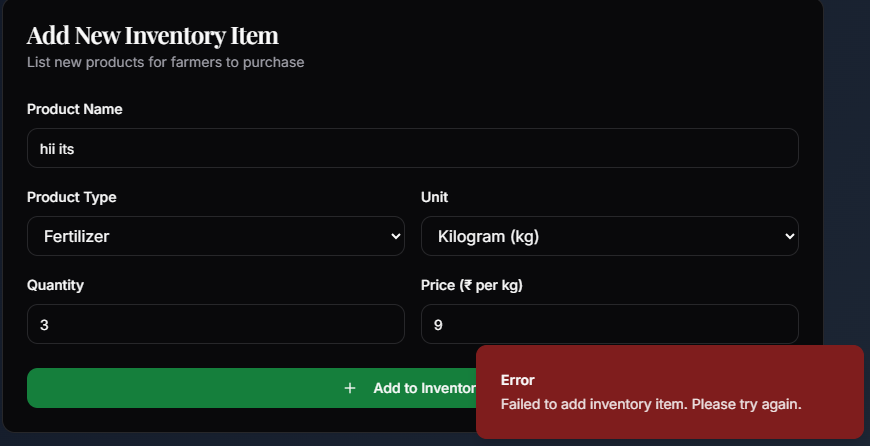 Add New Inventory Item
List new products for farmers to purchase
Product Name
hii its
Product Type
Unit
Fertilizer
Kilogram (kg)
Quantity
Price (₹ per kg)
3
9
+ Add to Inventor
Error
Failed to add inventory item. Please try again.